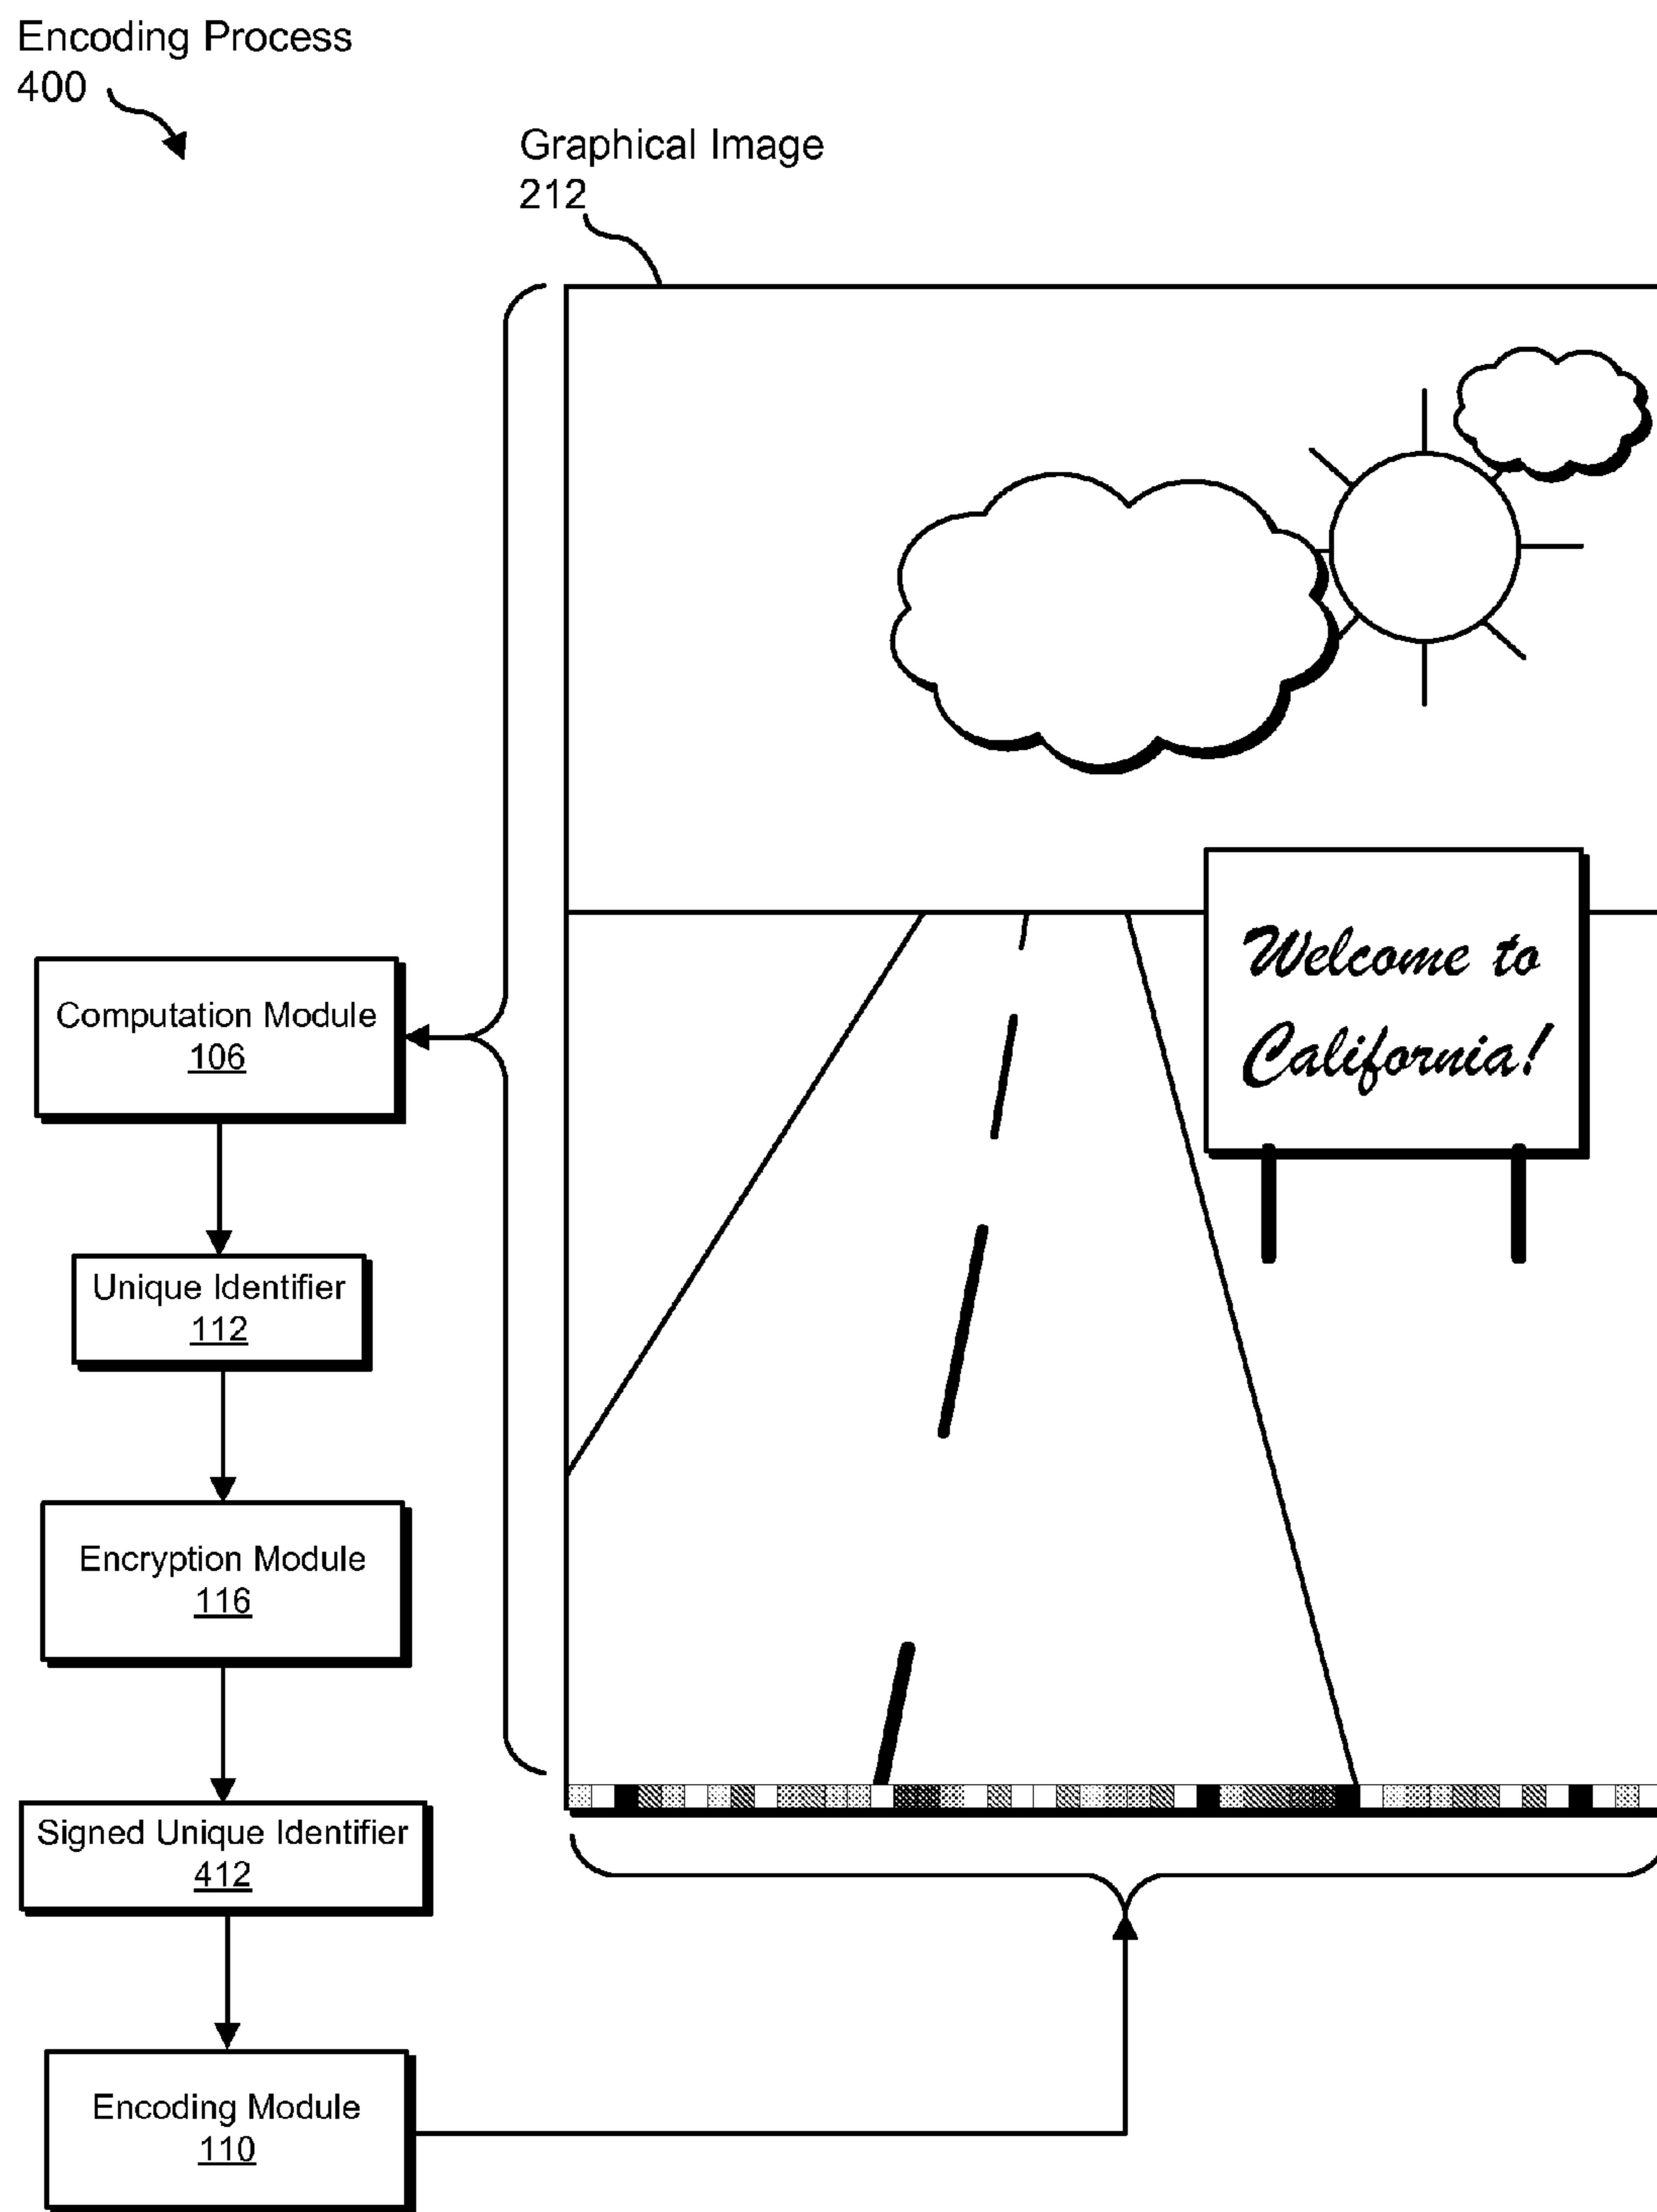 Encoding Process
400
Graphical Image
212
Welcome to
California!
Computation Module
106
Unique Identifier
112
Encryption Module
116
Signed Unique Identifier
412
Encoding Module
110